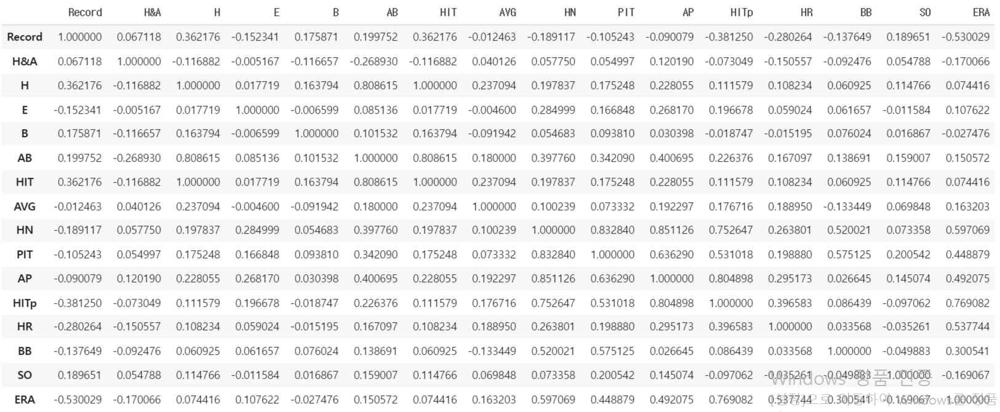 Record H&A H E B AB HIT AVG HN PIT AP HITp HR BB SO ERA
Record 1.000000 0.067118 0.362176 -0.152341 0.175871 0.199752 0.362176 -0.012463 -0.189117 -0.105243 -0.090079 -0.381250 -0.280264 -0.137649 0.189651 -0.530029
H&A 0.067118 1.000000 -0.116882 -0.005167 -0.116657 -0.268930 -0.116882 0.040126 0.057750 0.054997 0.120190 -0.073049 -0.150557 -0.092476 0.054788 -0.170066
H 0.362176 -0.116882 1.000000 0.017719 0.163794 0.808615 1.000000 0.237094 0.197837 0.175248 0.228055 0.111579 0.108234 0.060925 0.114766 0.074416
E -0.152341 -0.005167 0.017719 1.000000 -0.006599 0.085136 0.017719 -0.004600 0.284999 0.166848 0.268170 0.196678 0.059024 0.061657 -0.011584 0.107622
B 0.175871 -0.116657 0.163794 -0.006599 1.000000 0.101532 0.163794 -0.091942 0.054683 0.093810 0.030398 -0.018747 -0.015195 0.076024 0.016867 -0.027476
AB 0.199752 -0.268930 0.808615 0.085136 0.101532 1.000000 0.808615 0.180000 0.397760 0.342090 0.400695 0.226376 0.167097 0.138691 0.159007 0.150572
HIT 0.362176 -0.116882 1.000000 0.017719 0.163794 0.808615 1.000000 0.237094 0.197837 0.175248 0.228055 0.111579 0.108234 0.060925 0.114766 0.074416
AVG -0.012463 0.040126 0.237094 -0.004600 -0.091942 0.180000 0.237094 1.000000 0.100239 0.073332 0.192297 0.176716 0.188950 -0.133449 0.069848 0.163203
HN -0.189117 0.057750 0.197837 0.284999 0.054683 0.397760 0.197837 0.100239 1.000000 0.832840 0.851126 0.752647 0.263801 0.520021 0.073358 0.597069
PIT -0.105243 0.054997 0.175248 0.166848 0.093810 0.342090 0.175248 0.073332 0.832840 1.000000 0.636290 0.531018 0.198880 0.575125 0.200542 0.448879
AP -0.090079 0.120190 0.228055 0.268170 0.030398 0.400695 0.228055 0.192297 0.851126 0.636290 1.000000 0.804898 0.295173 0.026645 0.145074 0.492075
HITp -0.381250 -0.073049 0.111579 0.196678 -0.018747 0.226376 0.111579 0.176716 0.752647 0.531018 0.804898 1.000000 0.396583 0.086439 -0.097062 0.769082
HR -0.280264 -0.150557 0.108234 0.059024 -0.015195 0.167097 0.108234 0.188950 0.263801 0.198880 0.295173 0.396583 1.000000 0.033568 -0.035261 0.537744
BB -0.137649 -0.092476 0.060925 0.061657 0.076024 0.138691 0.060925 -0.133449 0.520021 0.575125 0.026645 0.086439 0.033568 1.000000 -0.049883 0.300541
SO 0.189651 0.054788 0.114766 -0.011584 0.016867 0.159007 0.114766 0.069848 0.073358 0.200542 0.145074 -0.097062 -0.035261 -0.049883 1.000000 -0.169067
Windows 정품 인증
ERA -0.530029 -0.170066 0.074416 0.107622 -0.027476 0.150572 0.074416 0.163203 0.597069 0.448879 0.492075 0.769082 0.537744 0.300541 -0.169067 1.000000
[설정]으로 이동하여 Windows를 정품